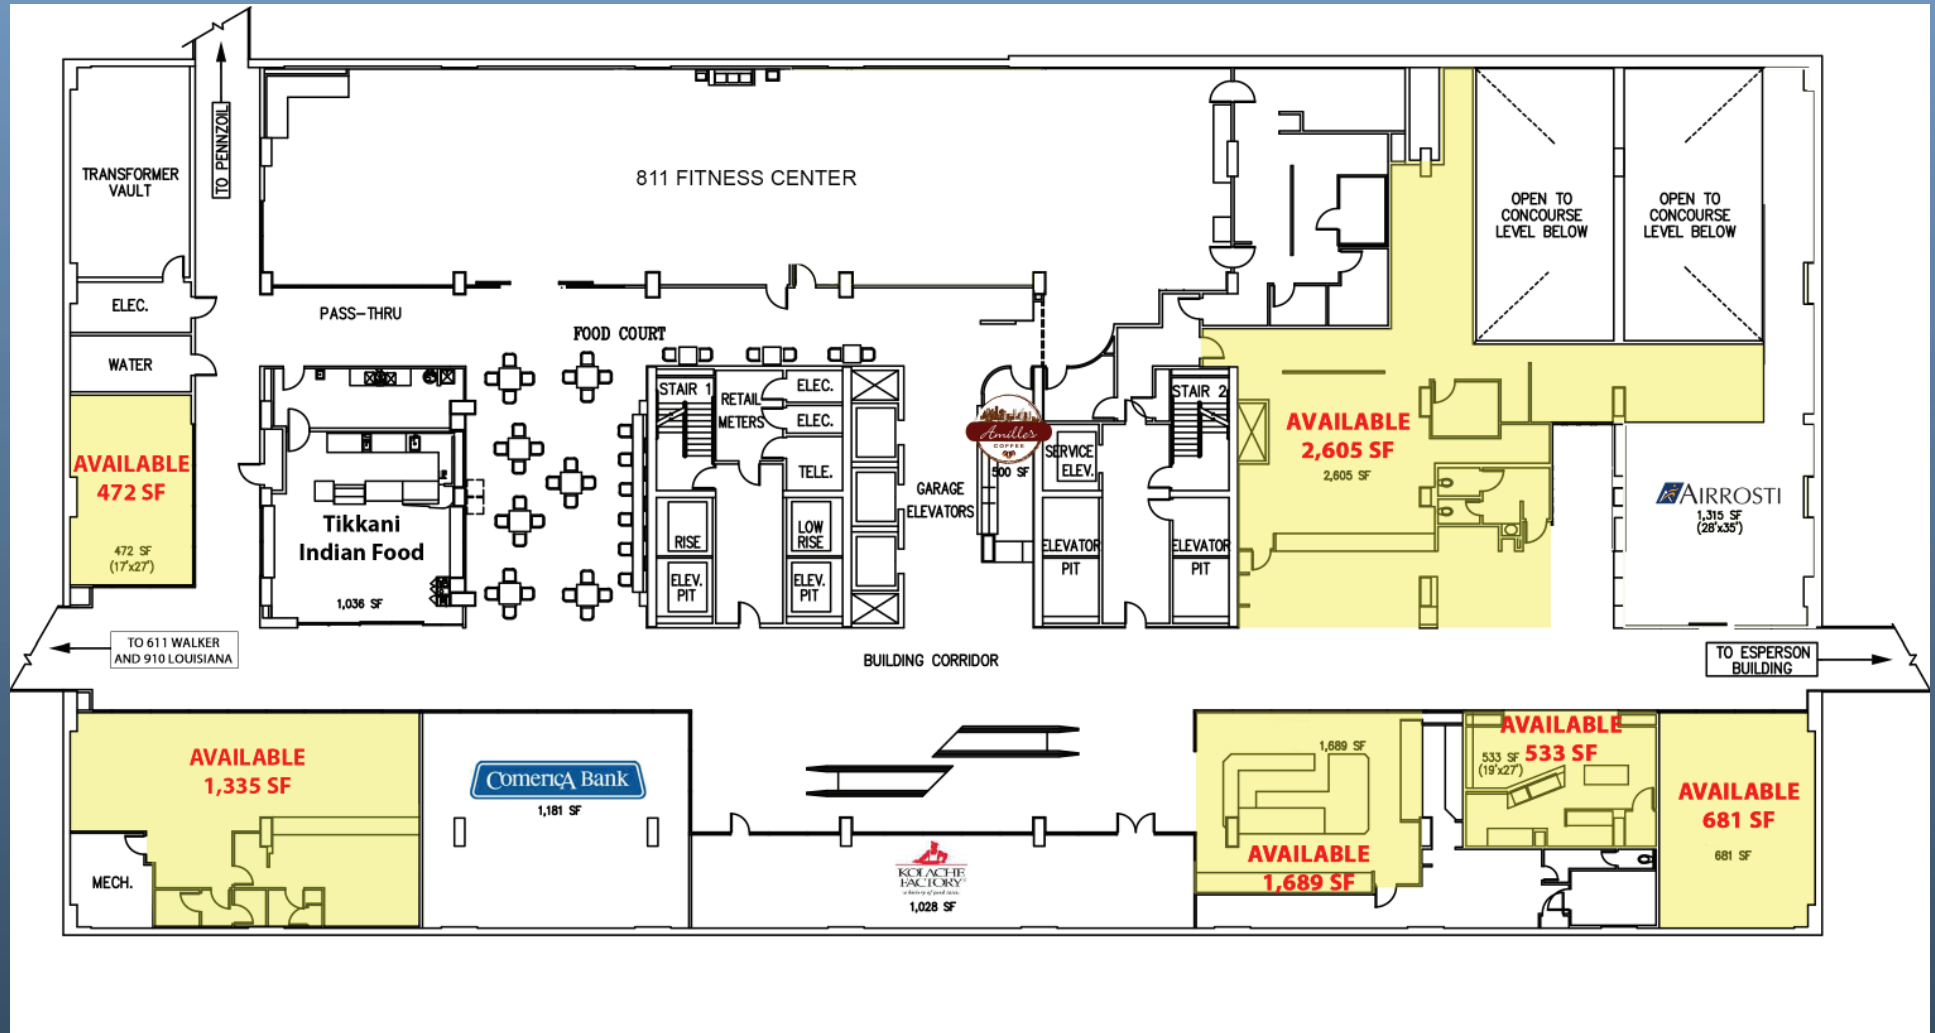 TO PENNZOIL
TRANSFORMER
VAULT
811 FITNESS CENTER
OPEN TO
CONCOURSE
LEVEL BELOW
OPEN TO
CONCOURSE
LEVEL BELOW
ELEC.
PASS-THRU
FOOD COURT
WATER
STAIR 1
RETAIL
METERS
ELEC.
ELEC.
TELE.
STAIR 2
Amille's
COFFEE
500 SF
SERVICE
ELEV.
AVAILABLE
2,605 SF
2,605 SF
AVAILABLE
472 SF
472 SF
(17'x27')
Tikkani
Indian Food
1,036 SF
GARAGE
ELEVATORS
AIRROSTI
1,315 SF
(28'x35')
RISE
LOW
RISE
ELEV.
PIT
ELEV.
PIT
ELEVATOR
PIT
ELEVATOR
PIT
TO 611 WALKER
AND 910 LOUISIANA
BUILDING CORRIDOR
TO ESPERSON
BUILDING
AVAILABLE
1,335 SF
MECH.
COMERICA BANK
1,181 SF
KOLACHE
FACTORY
1,028 SF
1,689 SF
AVAILABLE
1,689 SF
AVAILABLE
533 SF
533 SF
(19'x27')
AVAILABLE
681 SF
681 SF